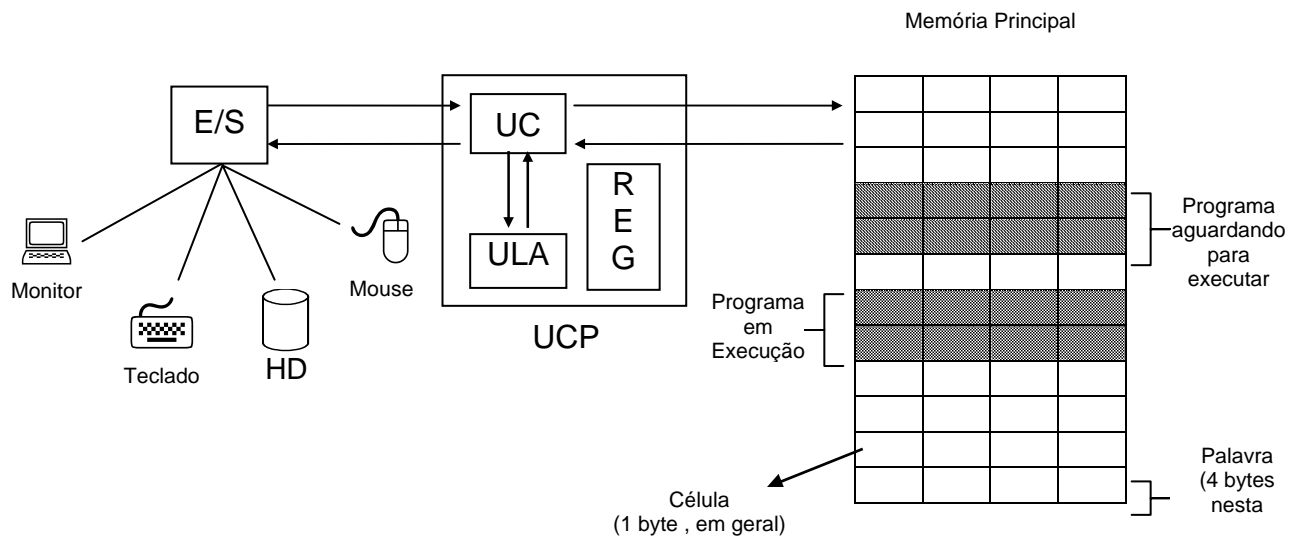 Memória Principal
E/S
UC
ULA
R
E
G
UCP
Monitor
Teclado
HD
Mouse
Programa
em
Execução
Programa
aguardando
para
executar
Célula
(1 byte , em geral)
Palavra
(4 bytes
nesta